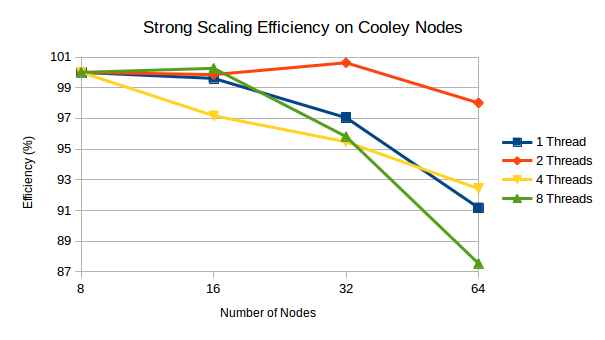 Strong Scaling Efficiency on Cooley Nodes
101
99
97
95
93
91
89
87
Efficiency (%)
8 16 32 64
Number of Nodes
1 Thread
2 Threads
4 Threads
8 Threads